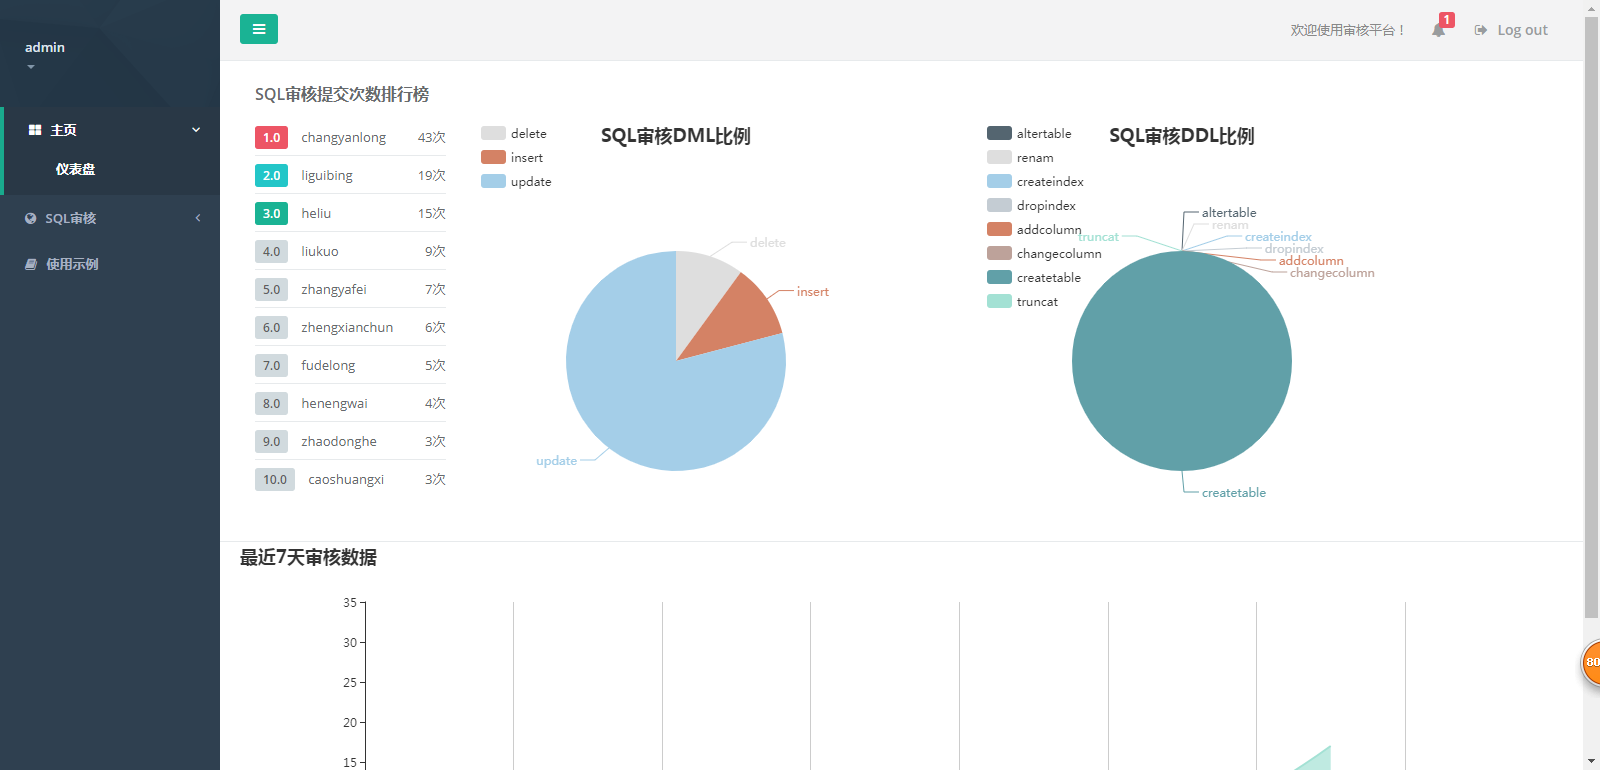 admin
主页
仪表盘
SQL审核
使用示例
欢迎使用审核平台！
1
Log out
SQL审核提交次数排行榜
1.0 changyanlong 43次
2.0 liguibing 19次
3.0 heliu 15次
4.0 liukuo 9次
5.0 zhangyafei 7次
6.0 zhengxianchun 6次
7.0 fudelong 5次
8.0 henengwai 4次
9.0 zhaodonghe 3次
10.0 caoshuangxi 3次
SQL审核DML比例
delete
insert
update
delete
insert
update
SQL审核DDL比例
altertable
renam
createindex
dropindex
addcolumn
changecolumn
createtable
truncat
altertable
renam
truncat
createindex
dropindex
addcolumn
changecolumn
createtable
最近7天审核数据
35
30
25
20
15
80